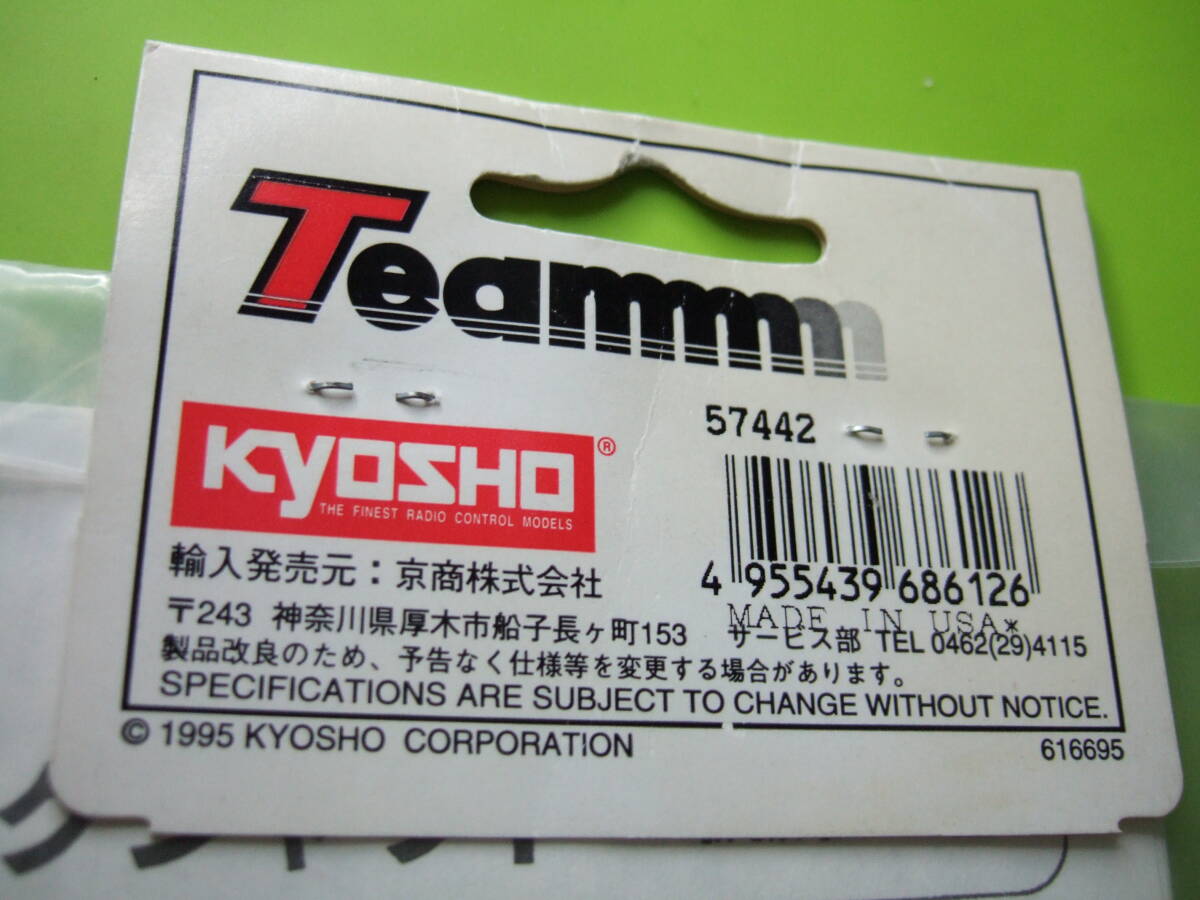 Teammmm
57442
KYOSHO®
THE FINEST RADIO CONTROL MODELS
4 955439 686126
MADE IN USA*
輸入発売元：京商株式会社
〒243 神奈川県厚木市船子長ヶ町153 サービス部 TEL 0462(29)4115
製品改良のため、予告なく仕様等を変更する場合があります。
SPECIFICATIONS ARE SUBJECT TO CHANGE WITHOUT NOTICE.
© 1995 KYOSHO CORPORATION
616695